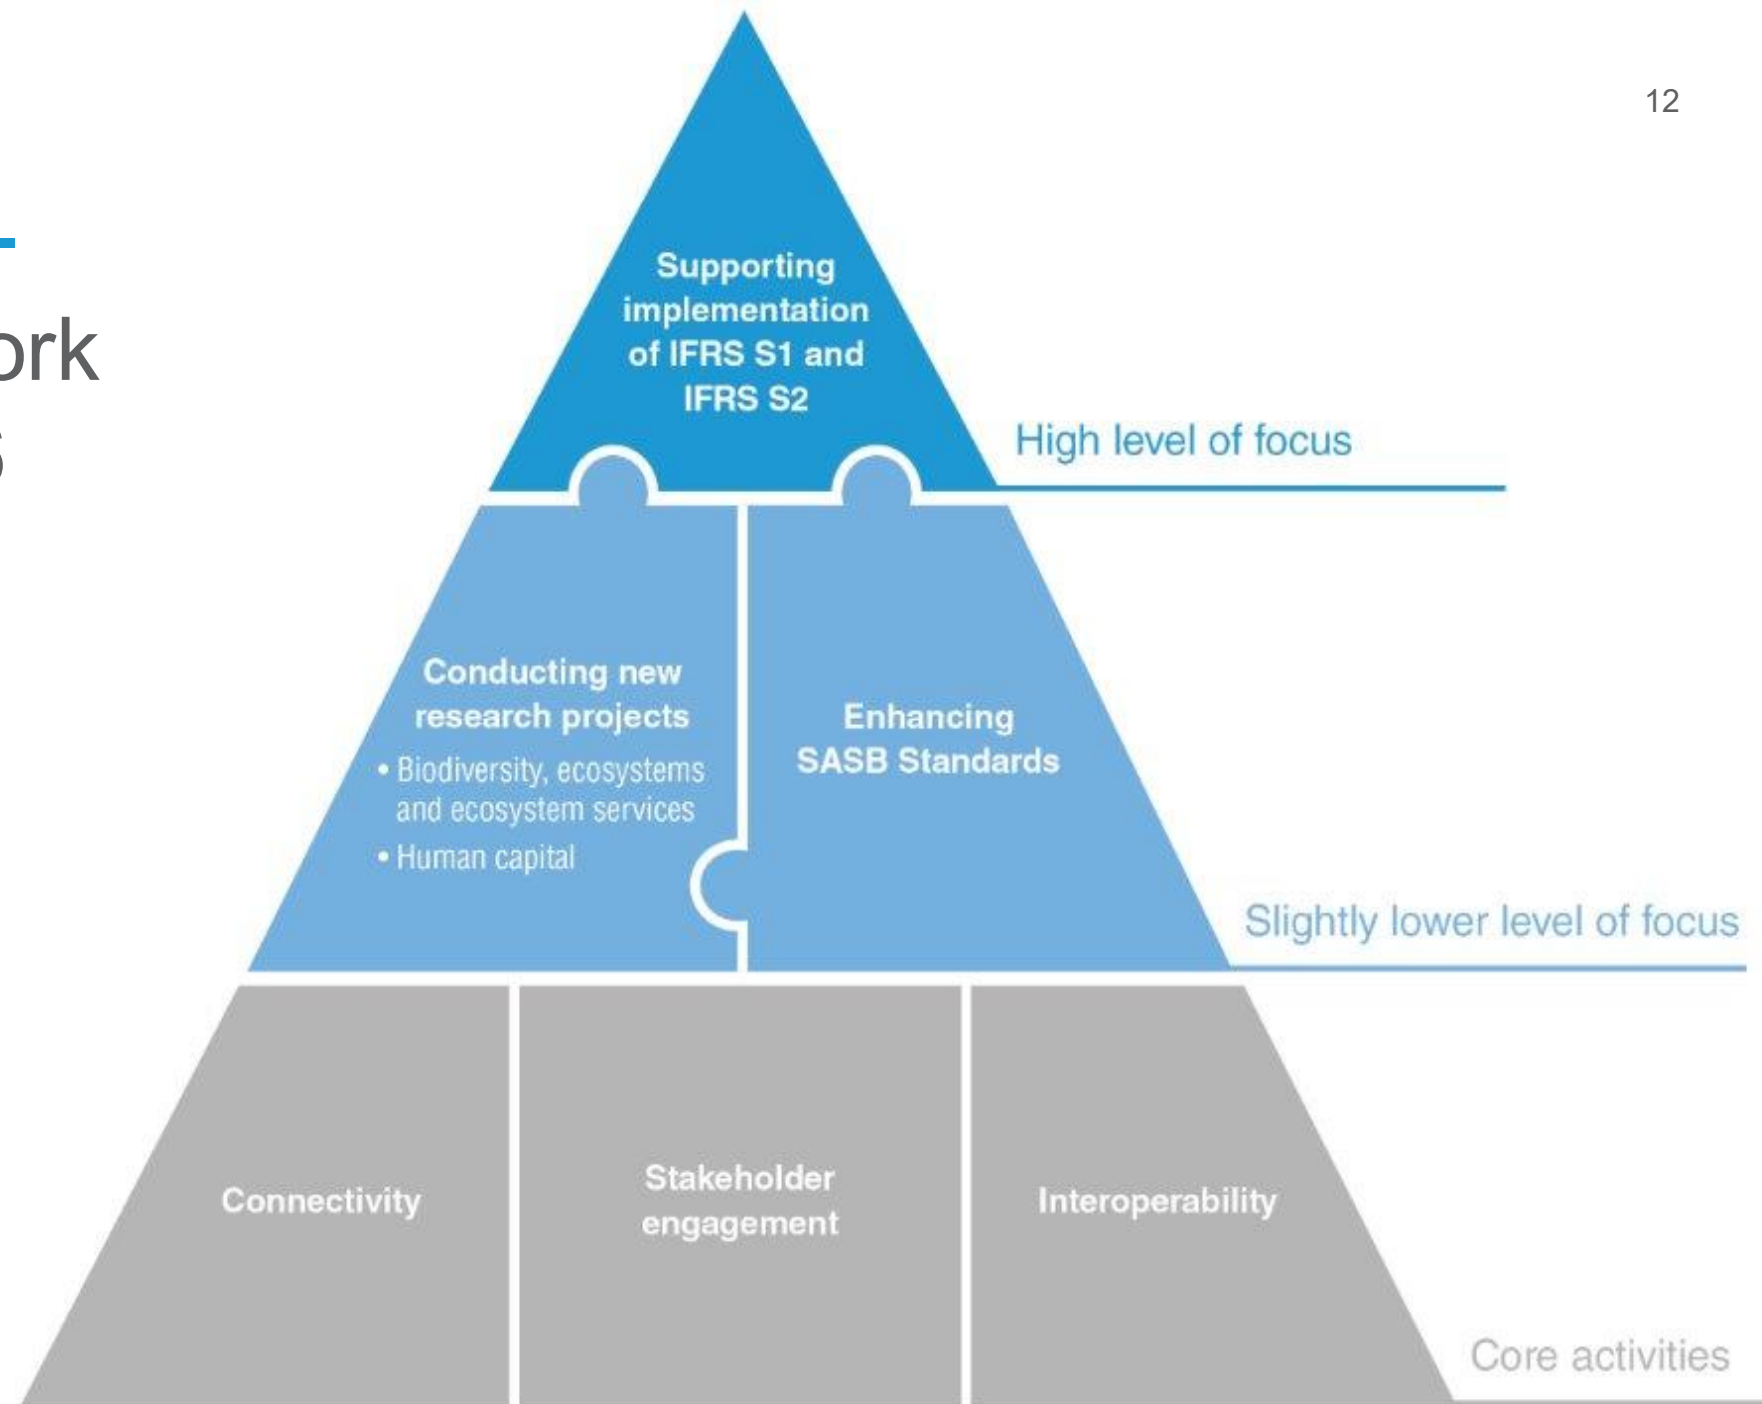 12
Supporting
implementation
of IFRS S1 and
IFRS S2
High level of focus
Conducting new
research projects
• Biodiversity, ecosystems
and ecosystem services
• Human capital
Enhancing
SASB Standards
Slightly lower level of focus
Connectivity
Stakeholder
engagement
Interoperability
Core activities